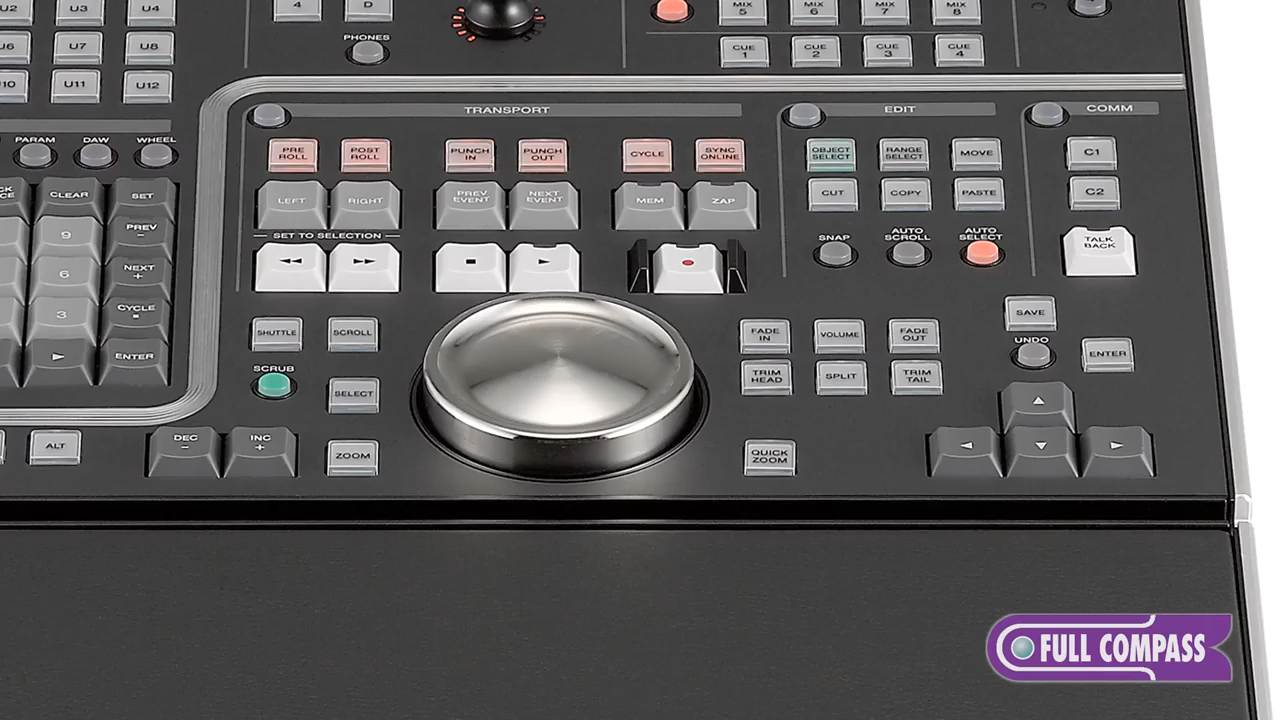 U2
U3
U4
4
D
MIX 5
MIX 6
MIX 7
MIX 8
U6
U7
U8
PHONES
CUE 1
CUE 2
CUE 3
CUE 4
U11
U12
TRANSPORT
EDIT
COMM
PARAM
DAW
WHEEL
PRE ROLL
POST ROLL
PUNCH IN
PUNCH OUT
CYCLE
SYNC ONLINE
OBJECT SELECT
RANGE SELECT
MOVE
C1
CLEAR
SET
LEFT
RIGHT
PREV EVENT
NEXT EVENT
MEM
ZAP
CUT
COPY
PASTE
C2
9
PREV -
SET TO SELECTION
SNAP
AUTO SCROLL
AUTO SELECT
TALK BACK
6
NEXT +
3
CYCLE
SHUTTLE
SCROLL
FADE IN
VOLUME
FADE OUT
SAVE
UNDO
ENTER
ENTER
SCRUB
SELECT
TRIM HEAD
SPLIT
TRIM TAIL
ALT
DEC -
INC +
ZOOM
QUICK ZOOM
FULL COMPASS